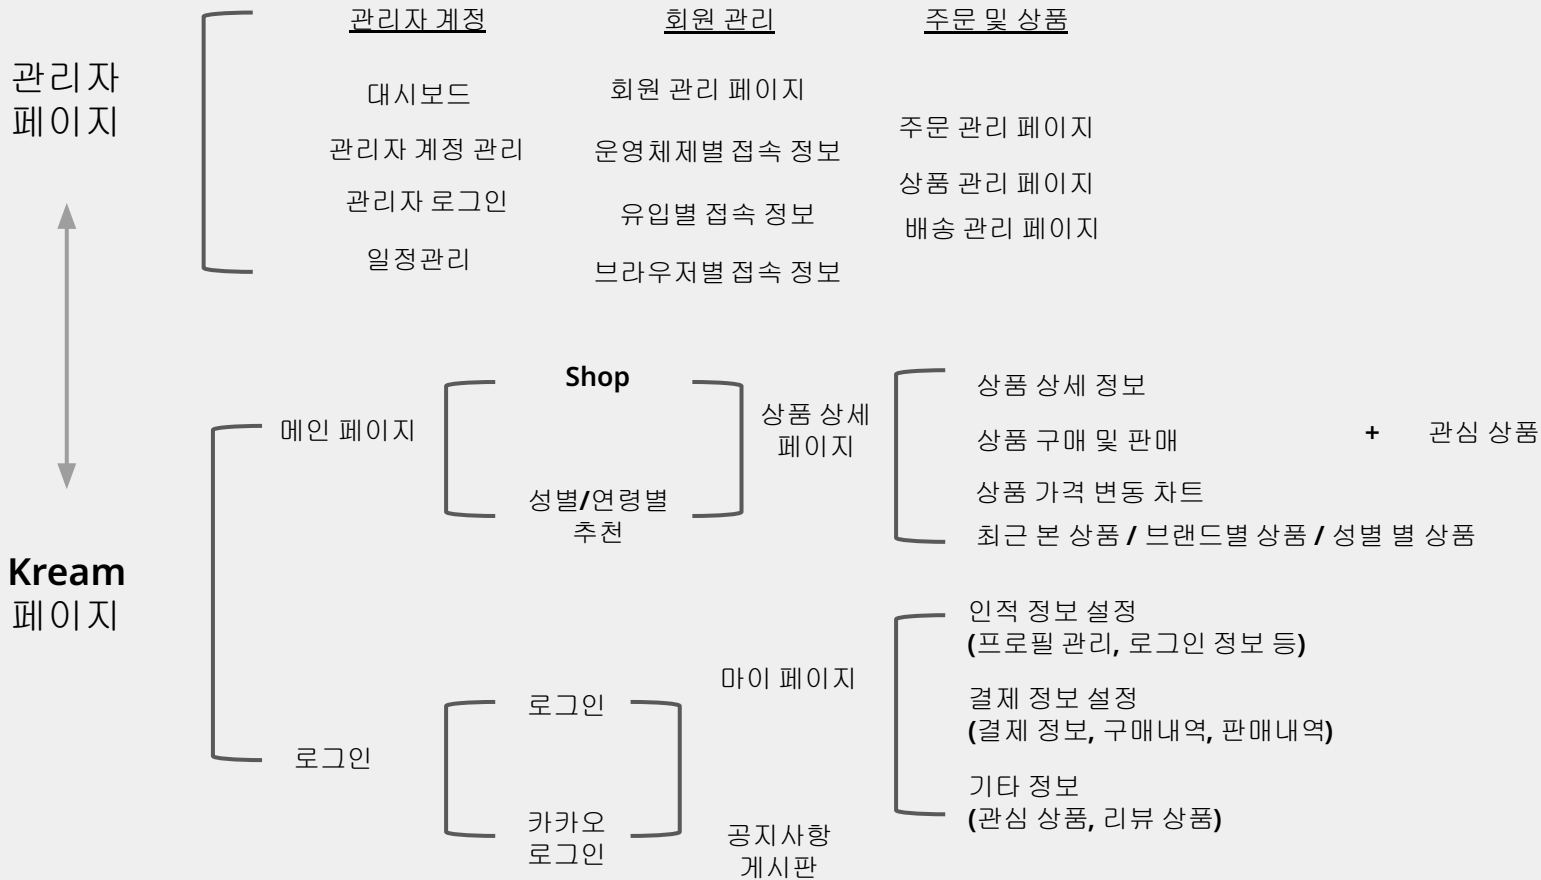 관리자 계정
회원 관리
주문 및 상품
관리자
페이지
대시보드
관리자 계정 관리
관리자 로그인
일정관리
회원 관리 페이지
운영체제별 접속 정보
유입별 접속 정보
브라우저별 접속 정보
주문 관리 페이지
상품 관리 페이지
배송 관리 페이지
Kream
페이지
메인 페이지
Shop
성별/연령별
추천
상품 상세
페이지
상품 상세 정보
상품 구매 및 판매
상품 가격 변동 차트
최근 본 상품 / 브랜드별 상품 / 성별 별 상품
+ 관심 상품
로그인
로그인
카카오
로그인
마이 페이지
공지사항
게시판
인적 정보 설정
(프로필 관리, 로그인 정보 등)
결제 정보 설정
(결제 정보, 구매내역, 판매내역)
기타 정보
(관심 상품, 리뷰 상품)